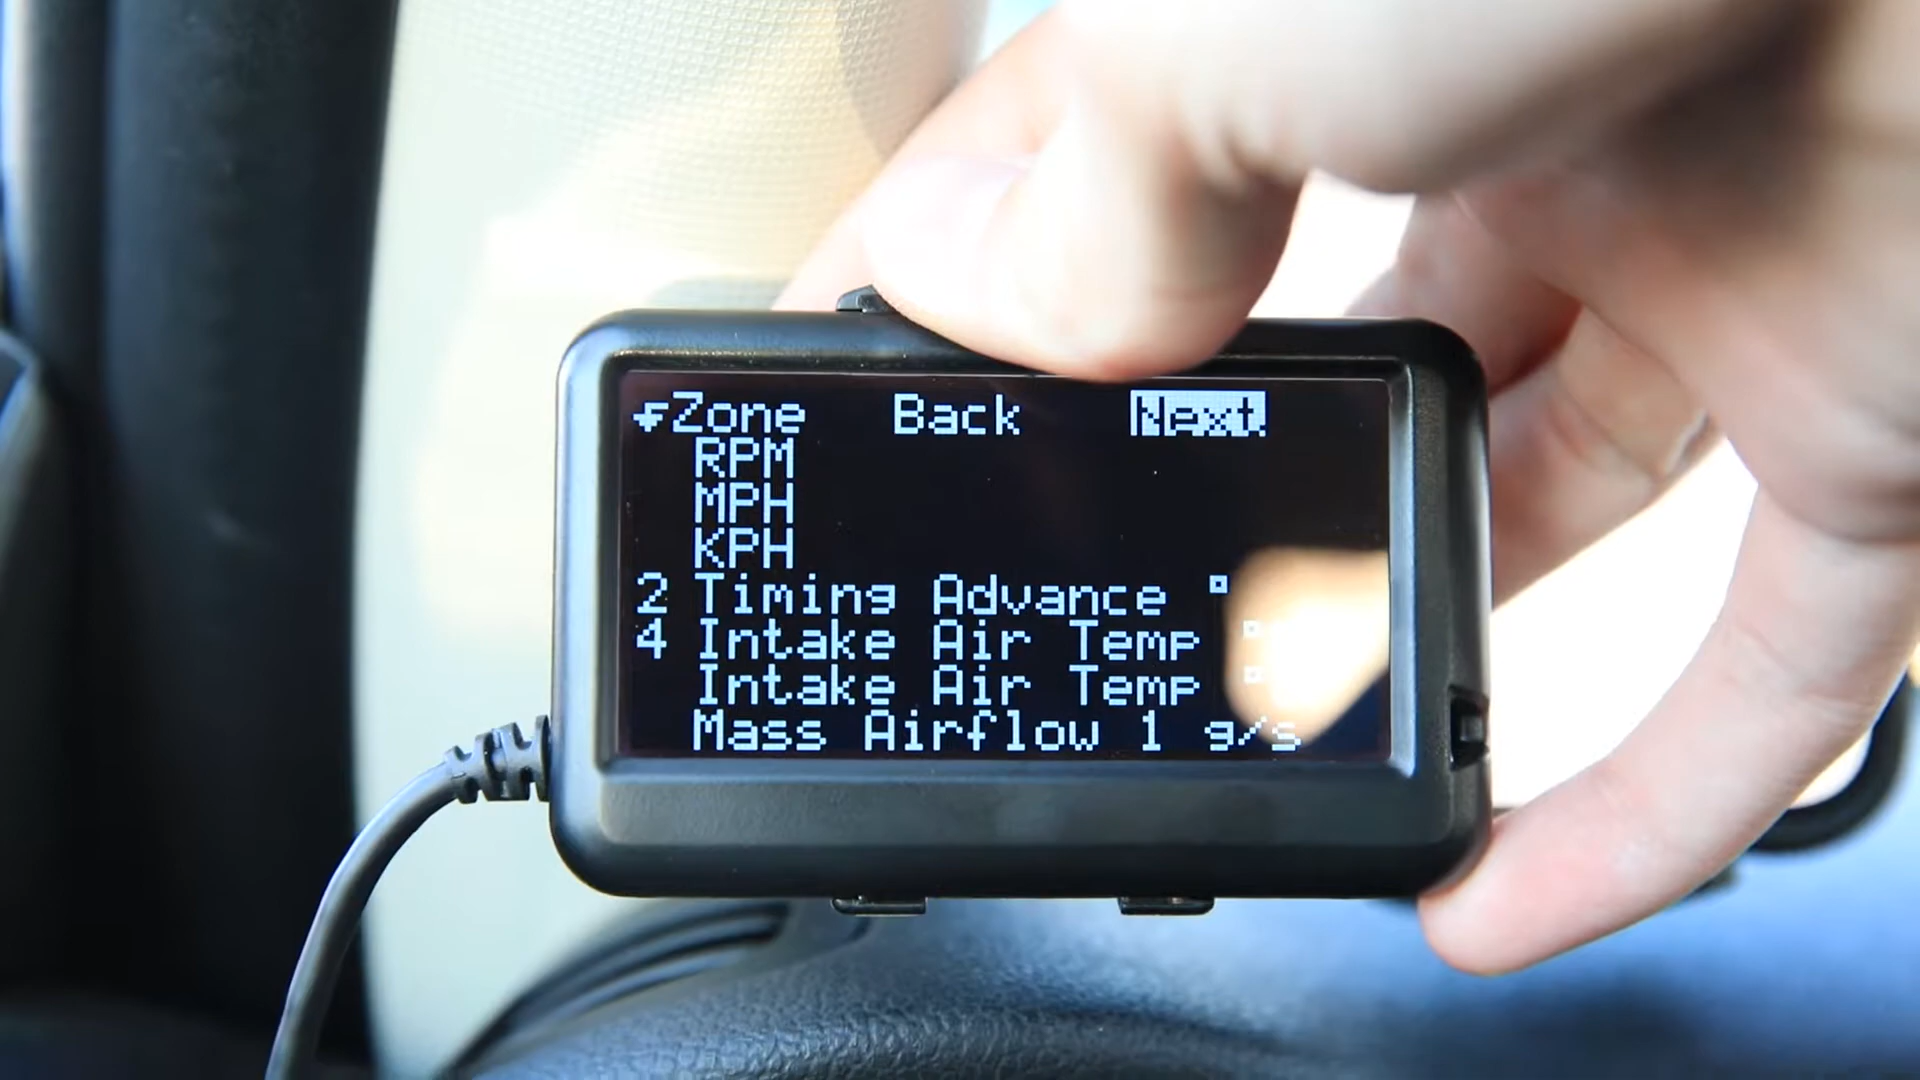 Zone Back Next
RPM
MPH
KPH
2 Timing Advance °
4 Intake Air Temp °
Intake Air Temp °
Mass Airflow 1 g/s